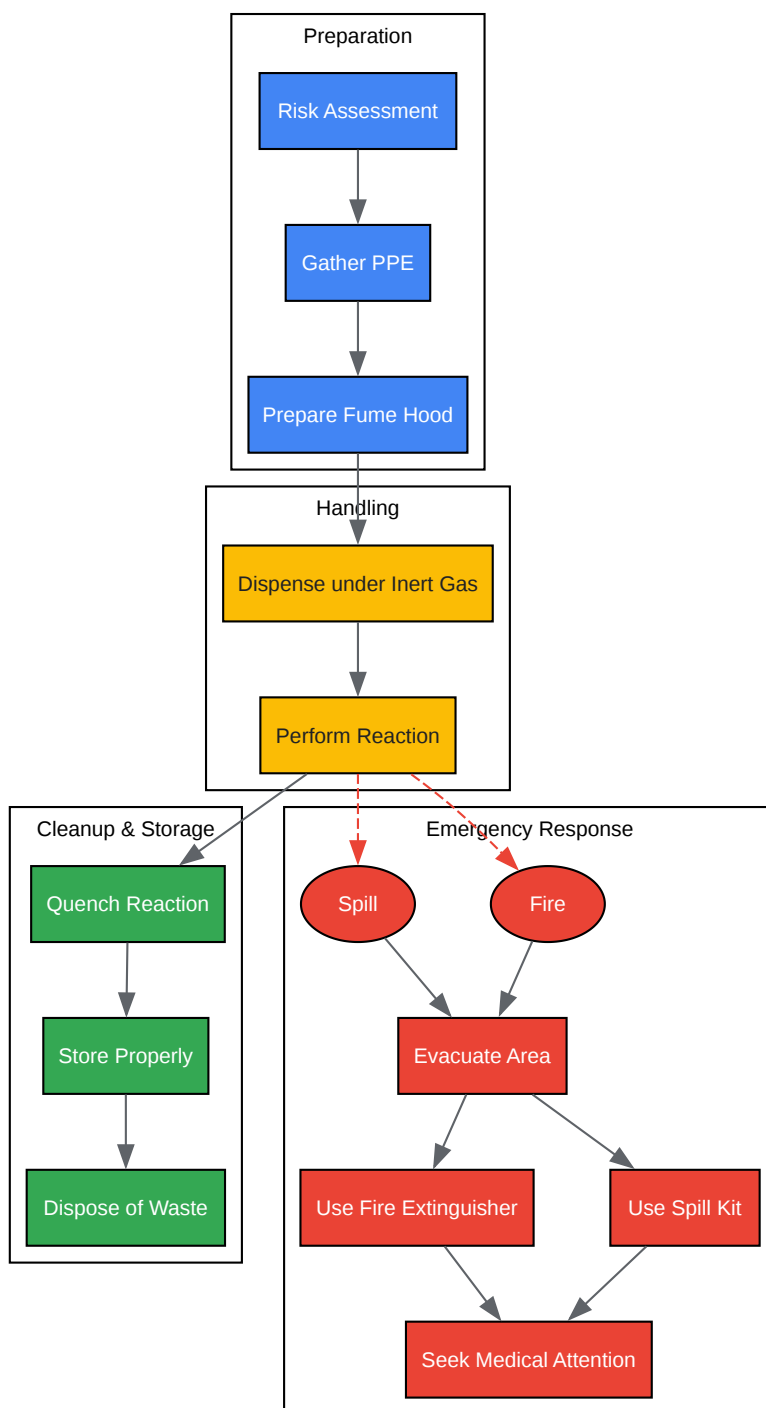 Preparation
Risk Assessment
Gather PPE
Prepare Fume Hood
Handling
Dispense under Inert Gas
Perform Reaction
Cleanup & Storage
Quench Reaction
Store Properly
Dispose of Waste
Emergency Response
Spill
Fire
Evacuate Area
Use Fire Extinguisher
Use Spill Kit
Seek Medical Attention